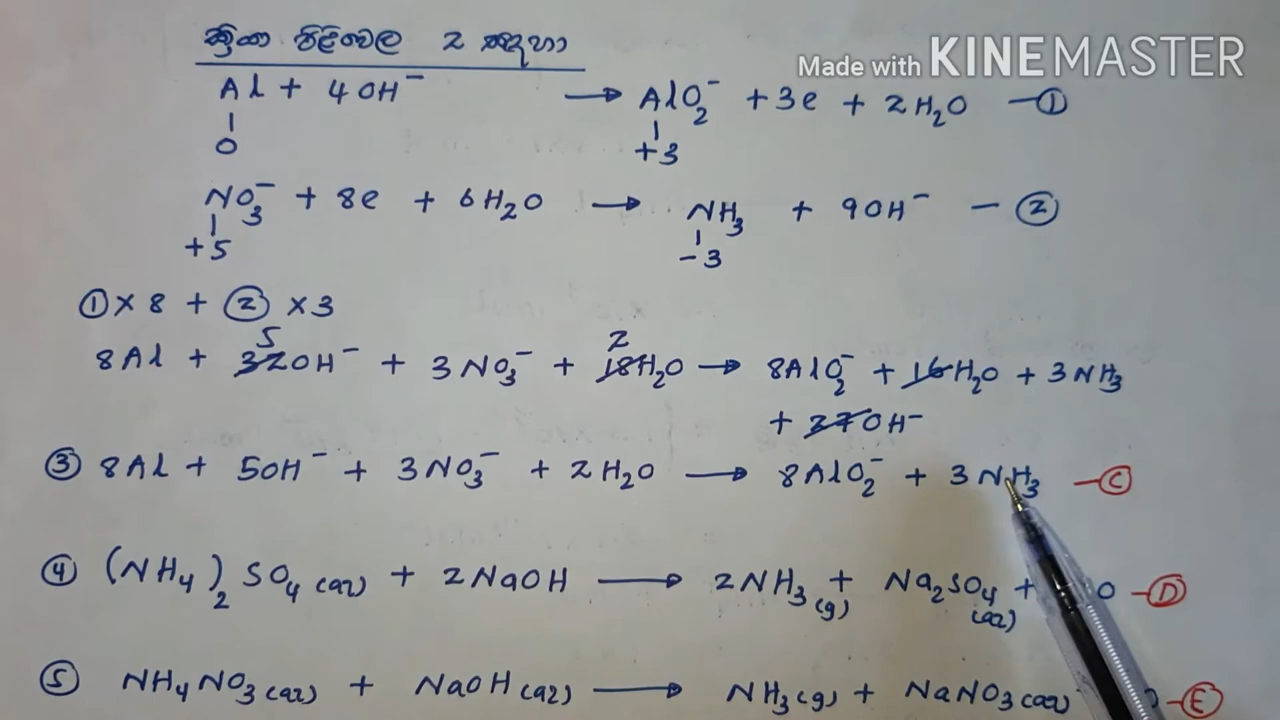 ක්‍රියා පිළිවෙල 2 සඳහා
Made with KINEMASTER
Al + 4OH⁻ → AlO₂⁻ + 3e + 2H₂O — ①
0 +3
NO₃⁻ + 8e + 6H₂O → NH₃ + 9OH⁻ — ②
+5 -3
① × 8 + ② × 3
5 2
8Al + 32OH⁻ + 3NO₃⁻ + 18H₂O → 8AlO₂⁻ + 16H₂O + 3NH₃
+ 27OH⁻
③ 8Al + 5OH⁻ + 3NO₃⁻ + 2H₂O → 8AlO₂⁻ + 3NH₃ — Ⓒ
④ (NH₄)₂SO₄(aq) + 2NaOH → 2NH₃(g) + Na₂SO₄(aq) + O — Ⓓ
⑤ NH₄NO₃(aq) + NaOH(aq) → NH₃(g) + NaNO₃(aq) — Ⓔ